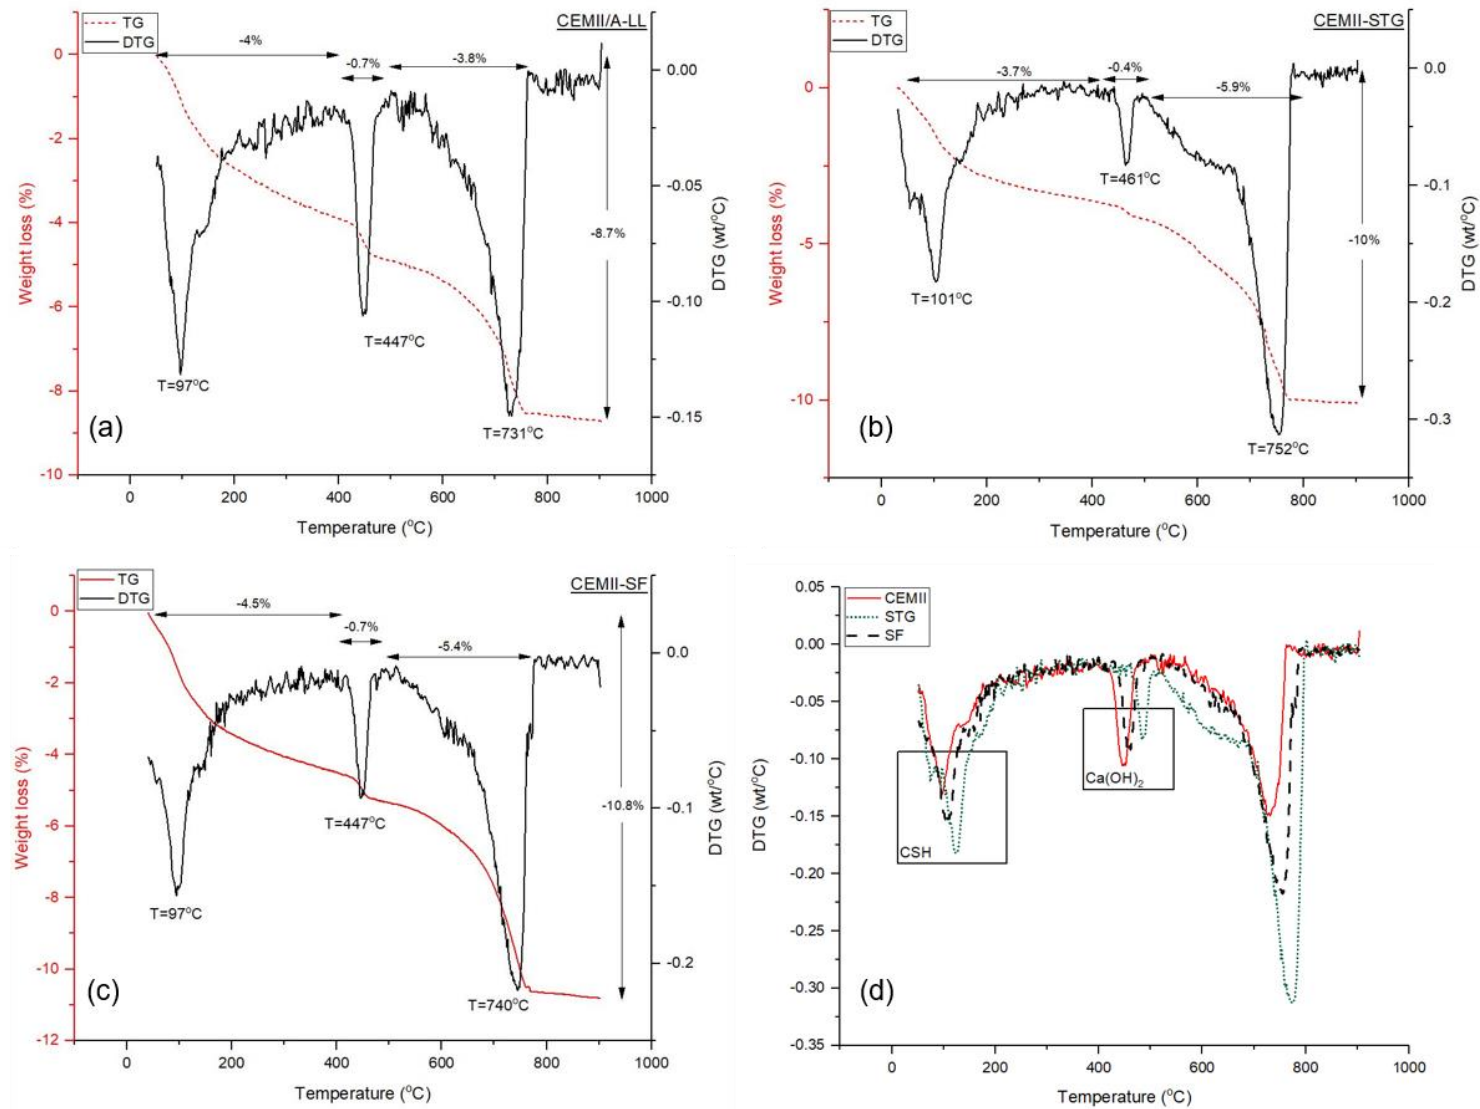 TG
DTG
CEMII/A-LL
-4%
-0.7%
-3.8%
-8.7%
T=97°C
T=447°C
T=731°C
(a)
0
-2
-4
-6
-8
-10
Weight loss (%)
0.00
-0.05
-0.10
-0.15
DTG (wt/°C)
0 200 400 600 800 1000
Temperature (°C)
TG
DTG
CEMII-STG
-3.7%
-0.4%
-5.9%
-10%
T=461°C
T=101°C
T=752°C
(b)
0
-5
-10
Weight loss (%)
0.0
-0.1
-0.2
-0.3
DTG (wt/°C)
0 200 400 600 800 1000
Temperature (°C)
TG
DTG
CEMII-SF
-4.5%
-0.7%
-5.4%
-10.8%
T=447°C
T=97°C
T=740°C
(c)
0
-2
-4
-6
-8
-10
-12
Weight loss (%)
0.0
-0.1
-0.2
DTG (wt/°C)
0 200 400 600 800 1000
Temperature (°C)
CEMII
STG
SF
Ca(OH)₂
CSH
(d)
0.05
0.00
-0.05
-0.10
-0.15
-0.20
-0.25
-0.30
-0.35
DTG (wt/°C)
0 200 400 600 800 1000
Temperature (°C)